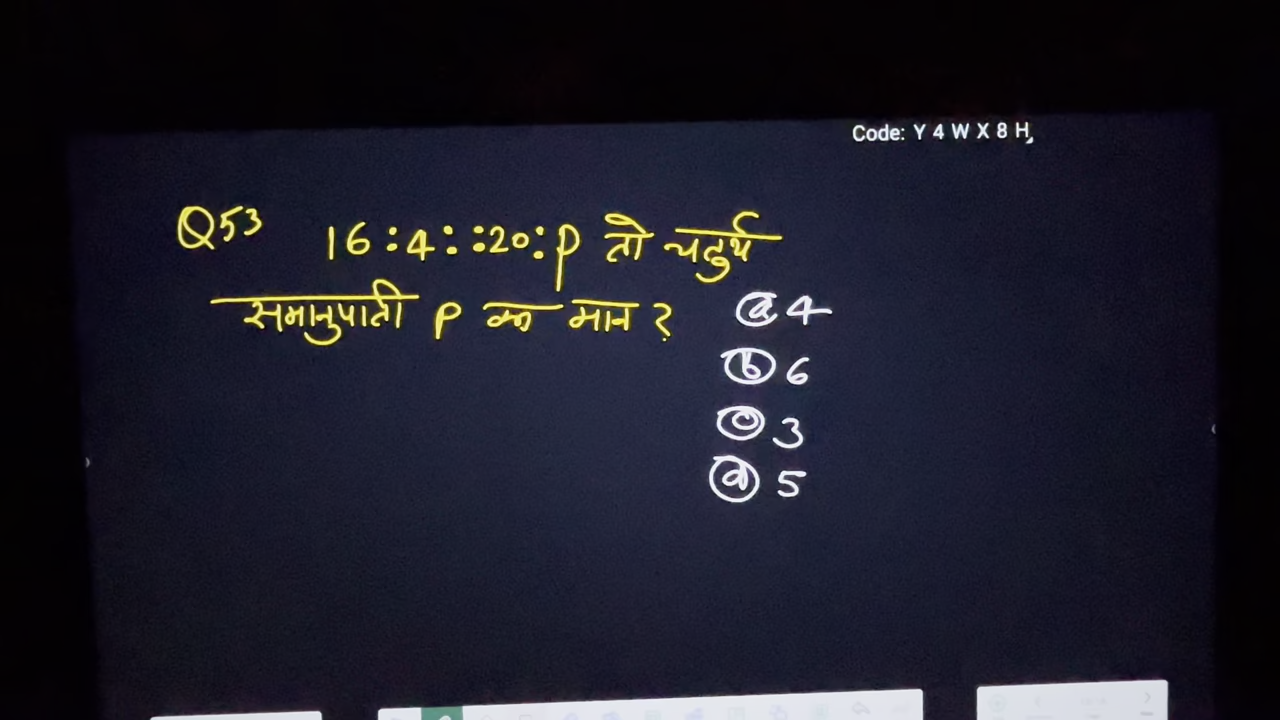 Code: Y 4 W X 8 H,
Q53 16:4::20:p तो चतुर्थ
समानुपाती P का मान ?
(a) 4
(b) 6
(c) 3
(d) 5